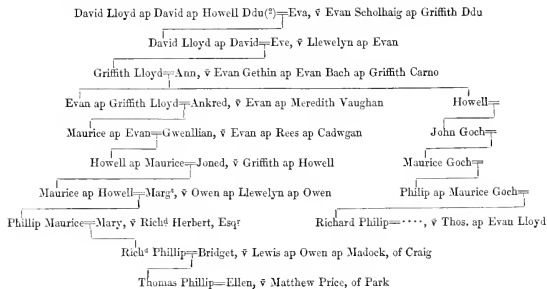 David Lloyd ap David ap Howell Ddu(²)=Eva, v̄ Evan Scholhaig ap Griffith Ddu
David Lloyd ap David=Eve, v̄ Llewelyn ap Evan
Griffith Lloyd=Ann, v̄ Evan Gethin ap Evan Bach ap Griffith Carno
Evan ap Griffith Lloyd=Ankred, v̄ Evan ap Meredith Vaughan Howell=
Maurice ap Evan=Gwenllian, v̄ Evan ap Rees ap Cadwgan John Goch=
Howell ap Maurice=Joned, v̄ Griffith ap Howell Maurice Goch=
Maurice ap Howell=Margᵗ, v̄ Owen ap Llewelyn ap Owen Philip ap Maurice Goch=
Phillip Maurice=Mary, v̄ Richᵈ Herbert, Esqʳ Richard Philip=····, v̄ Thos. ap Evan Lloyd
Richᵈ Phillip=Bridget, v̄ Lewis ap Owen ap Madock, of Craig
Thomas Phillip=Ellen, v̄ Matthew Price, of Park